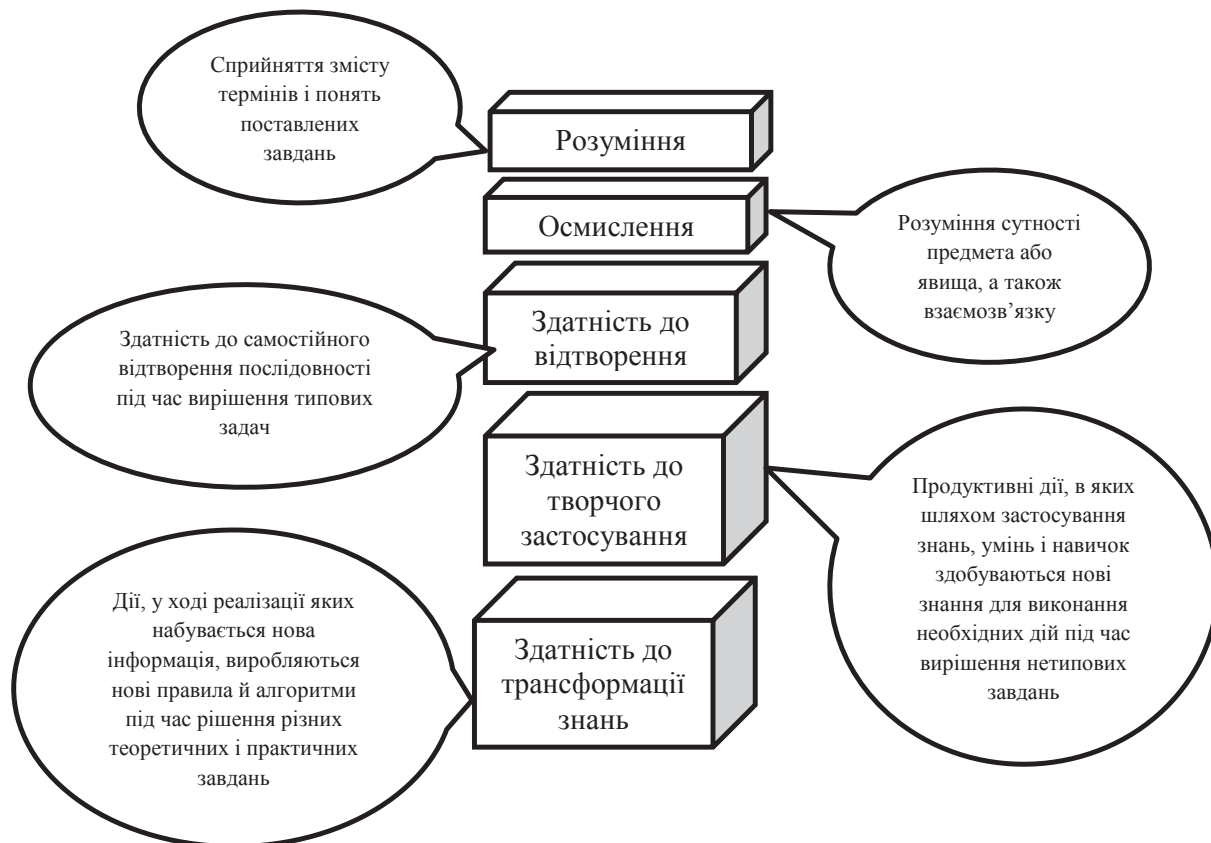 Сприйняття змісту
термінів і понять
поставлених
завдань
Розуміння
Осмислення
Розуміння сутності
предмета або
явища, а також
взаємозв’язку
Здатність до
відтворення
Здатність до самостійного
відтворення послідовності
під час вирішення типових
задач
Здатність до
творчого
застосування
Продуктивні дії, в яких
шляхом застосування
знань, умінь і навичок
здобуваються нові
знання для виконання
необхідних дій під час
вирішення нетипових
завдань
Дії, у ході реалізації яких
набувається нова
інформація, виробляються
нові правила й алгоритми
під час рішення різних
теоретичних і практичних
завдань
Здатність до
трансформації
знань